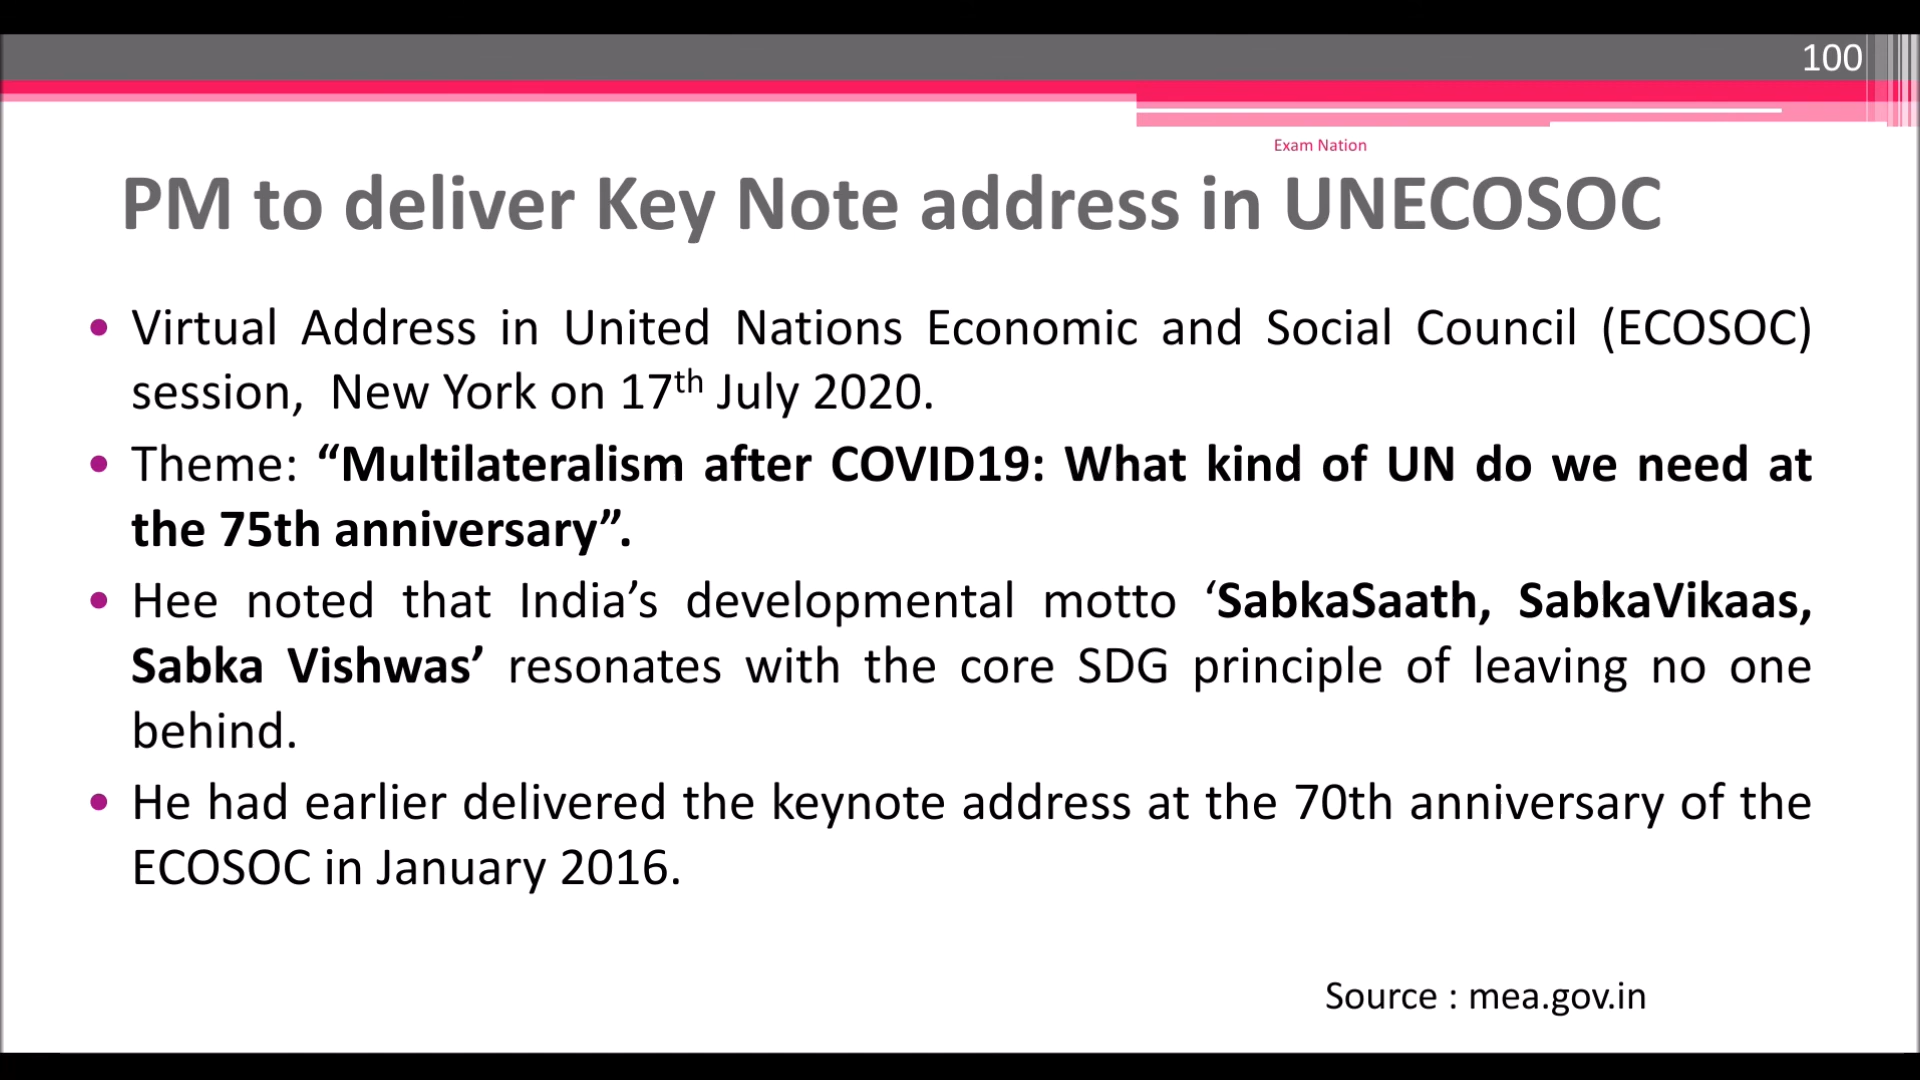 100
Exam Nation
PM to deliver Key Note address in UNECOSOC
• Virtual Address in United Nations Economic and Social Council (ECOSOC)
session, New York on 17th July 2020.
• Theme: “Multilateralism after COVID19: What kind of UN do we need at
the 75th anniversary”.
• Hee noted that India’s developmental motto ‘SabkaSaath, SabkaVikaas,
Sabka Vishwas’ resonates with the core SDG principle of leaving no one
behind.
• He had earlier delivered the keynote address at the 70th anniversary of the
ECOSOC in January 2016.
Source : mea.gov.in